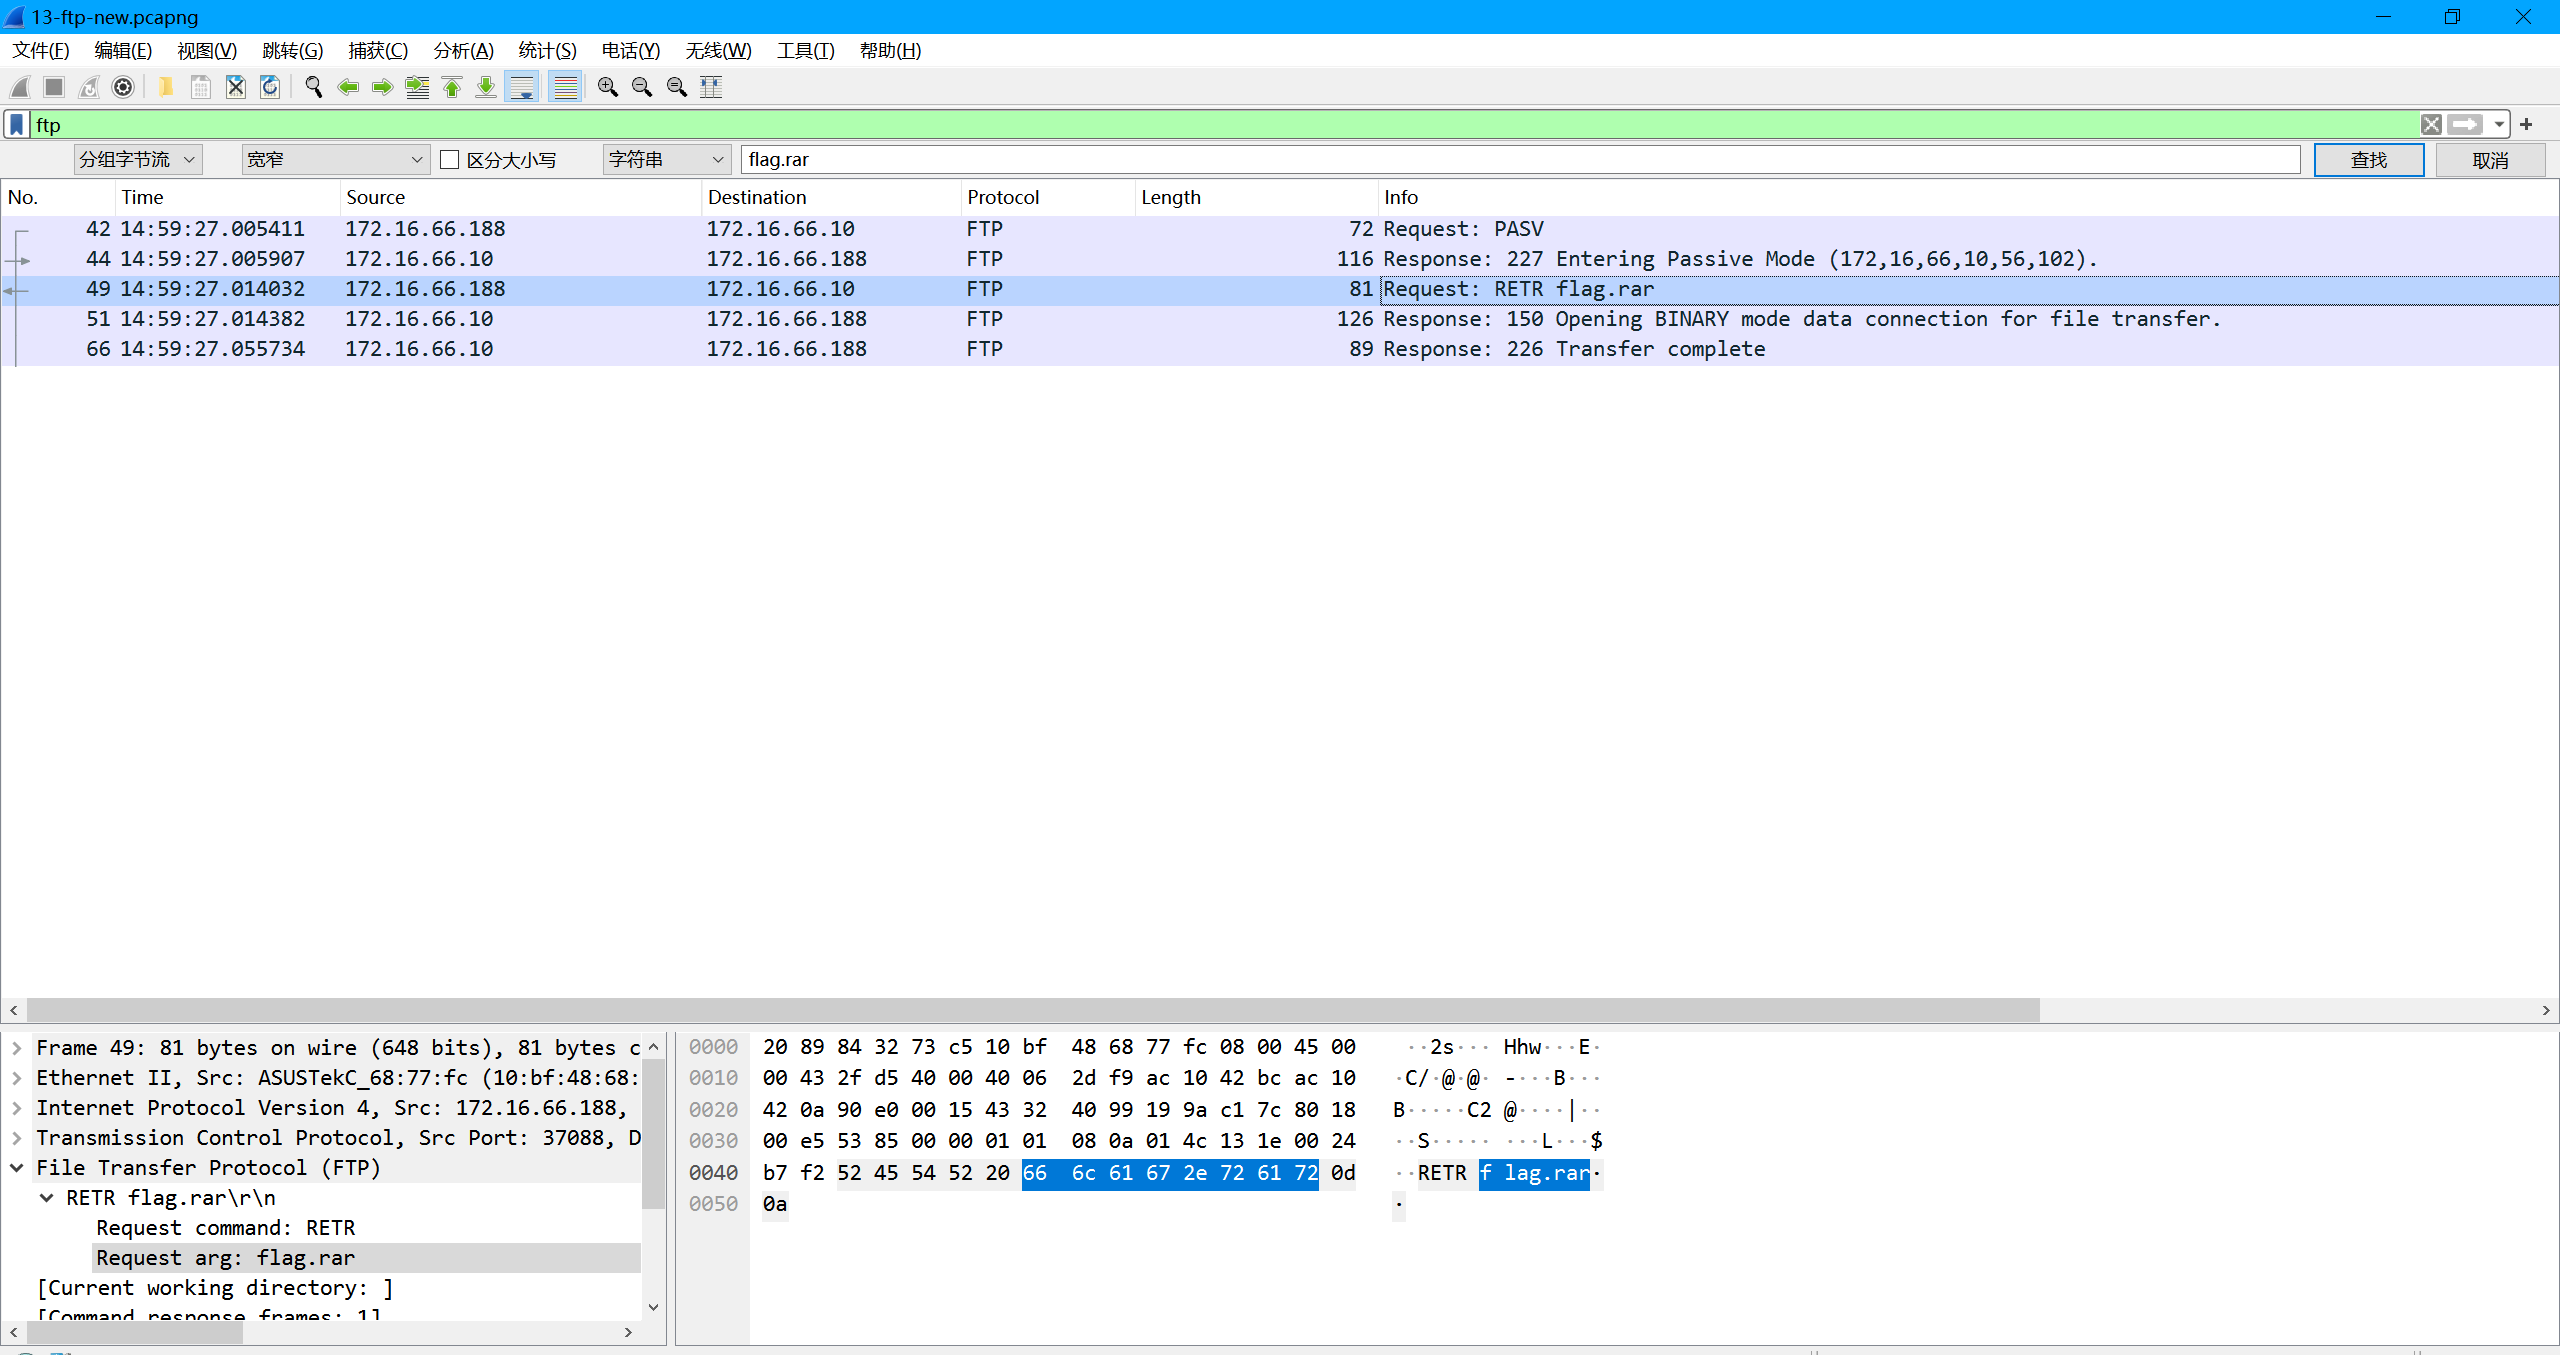 13-ftp-new.pcapng
文件(F) 编辑(E) 视图(V) 跳转(G) 捕获(C) 分析(A) 统计(S) 电话(Y) 无线(W) 工具(T) 帮助(H)
ftp
分组字节流 宽窄 区分大小写 字符串 flag.rar 查找 取消
No. Time Source Destination Protocol Length Info
42 14:59:27.005411 172.16.66.188 172.16.66.10 FTP 72 Request: PASV
44 14:59:27.005907 172.16.66.10 172.16.66.188 FTP 116 Response: 227 Entering Passive Mode (172,16,66,10,56,102).
49 14:59:27.014032 172.16.66.188 172.16.66.10 FTP 81 Request: RETR flag.rar
51 14:59:27.014382 172.16.66.10 172.16.66.188 FTP 126 Response: 150 Opening BINARY mode data connection for file transfer.
66 14:59:27.055734 172.16.66.10 172.16.66.188 FTP 89 Response: 226 Transfer complete
Frame 49: 81 bytes on wire (648 bits), 81 bytes c
Ethernet II, Src: ASUSTekC_68:77:fc (10:bf:48:68:
Internet Protocol Version 4, Src: 172.16.66.188,
Transmission Control Protocol, Src Port: 37088, D
File Transfer Protocol (FTP)
RETR flag.rar\r\n
Request command: RETR
Request arg: flag.rar
[Current working directory: ]
[Command response frames: 1]
0000 20 89 84 32 73 c5 10 bf 48 68 77 fc 08 00 45 00 ··2s··· Hhw···E·
0010 00 43 2f d5 40 00 40 06 2d f9 ac 10 42 bc ac 10 ·C/·@·@· -···B···
0020 42 0a 90 e0 00 15 43 32 40 99 19 9a c1 7c 80 18 B·····C2 @····|··
0030 00 e5 53 85 00 00 01 01 08 0a 01 4c 13 1e 00 24 ··S····· ···L···$
0040 b7 f2 52 45 54 52 20 66 6c 61 67 2e 72 61 72 0d ··RETR f lag.rar·
0050 0a ·